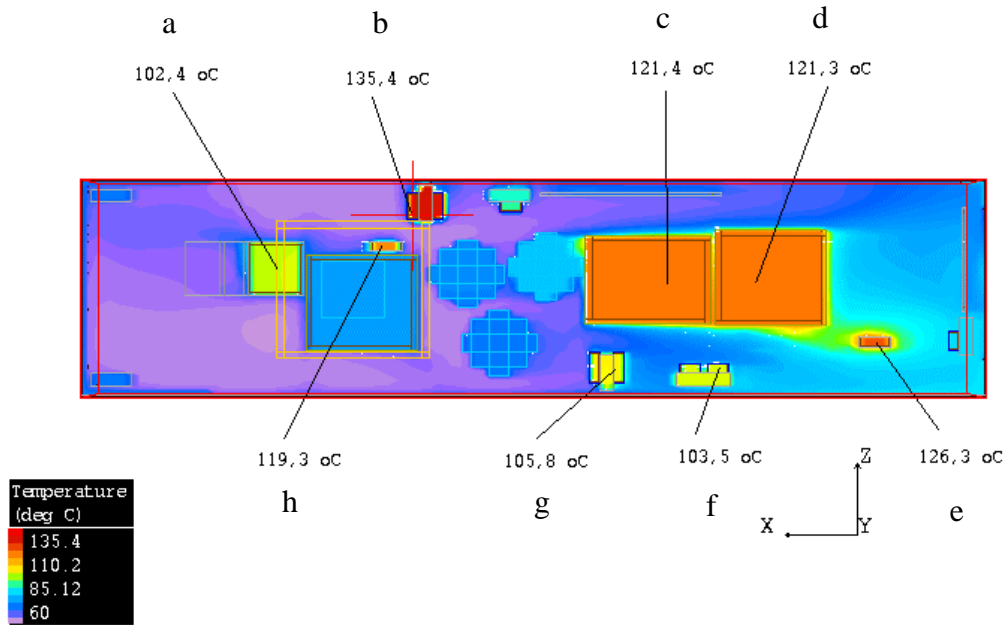 a b c d
102,4 oC 135,4 oC 121,4 oC 121,3 oC
119,3 oC 105,8 oC 103,5 oC 126,3 oC
h g f e
Z
X Y
Temperature
(deg C)
135.4
110.2
85.12
60